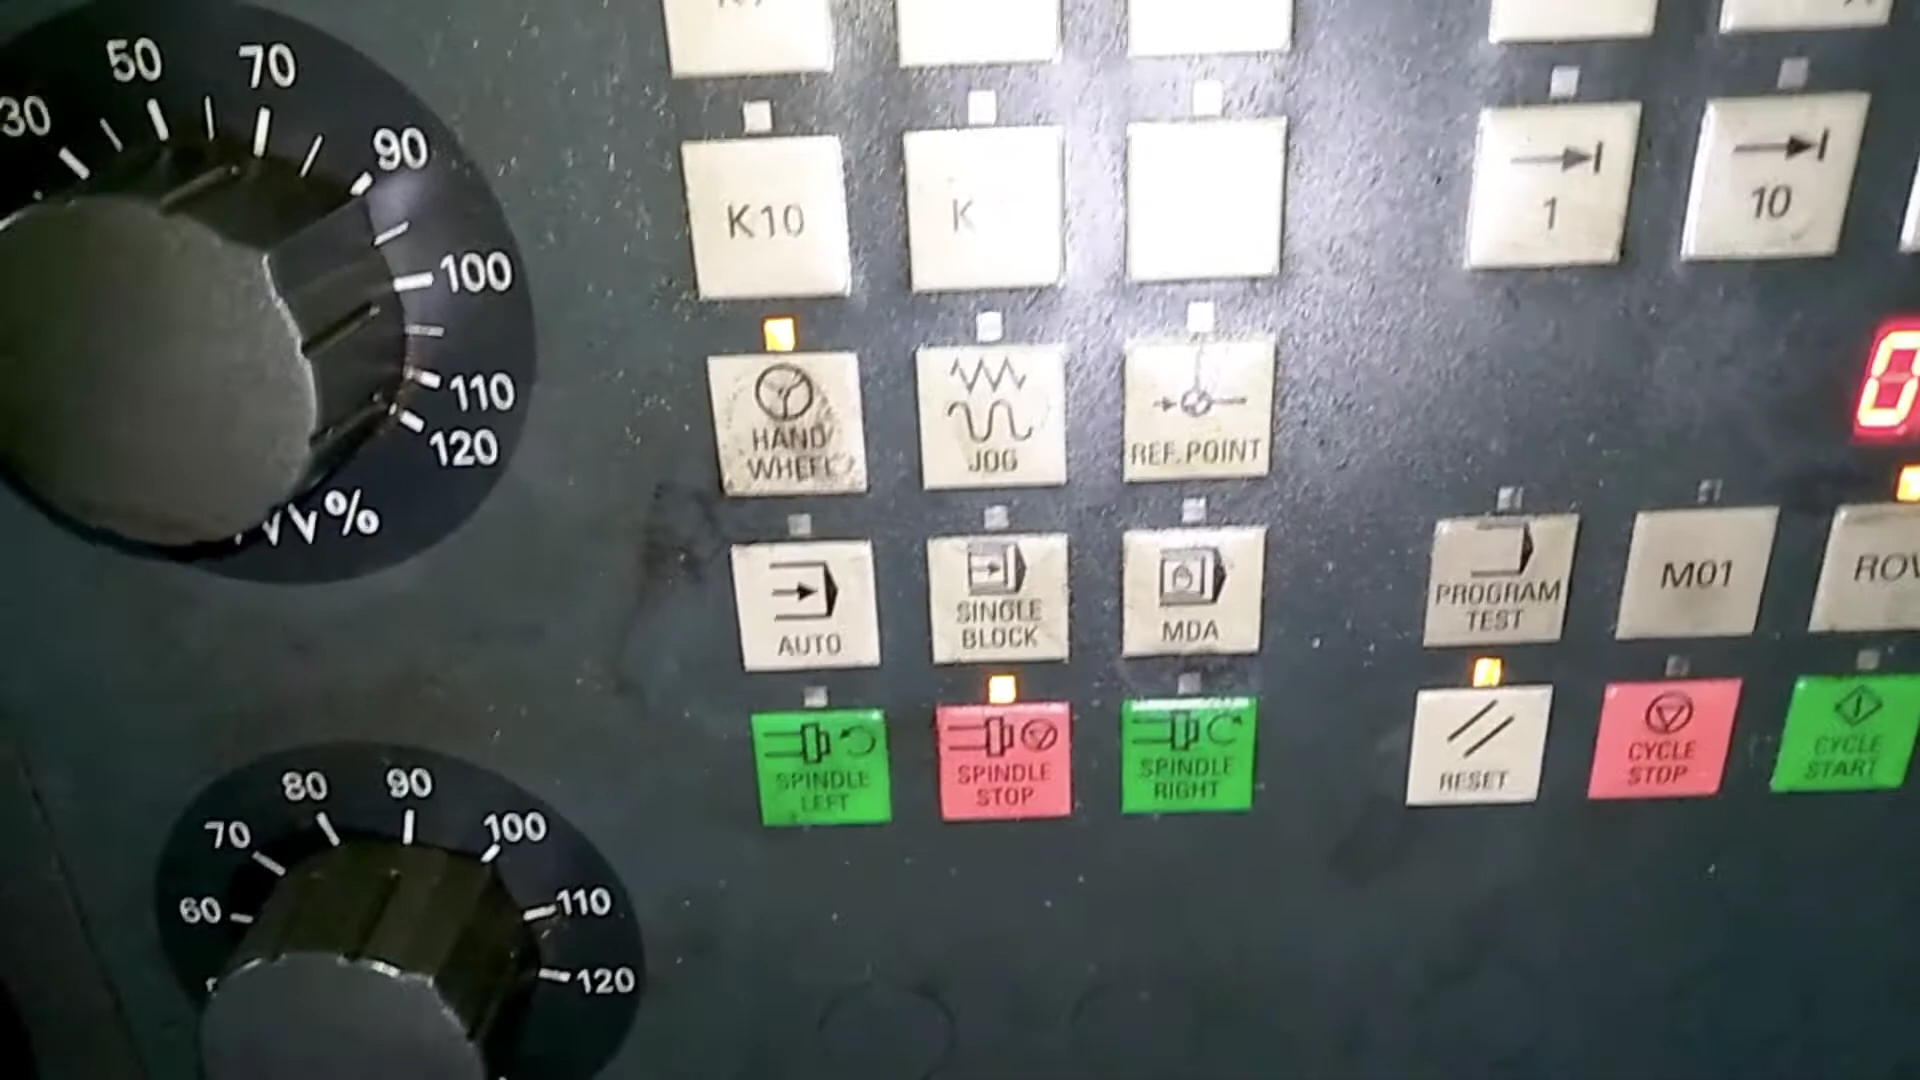 30
50
70
90
100
110
120
%
K10
K
1
10
HAND
WHEEL
JOG
REF. POINT
AUTO
SINGLE
BLOCK
MDA
PROGRAM
TEST
M01
SPINDLE
LEFT
SPINDLE
STOP
SPINDLE
RIGHT
RESET
CYCLE
STOP
CYCLE
START
60
70
80
90
100
110
120